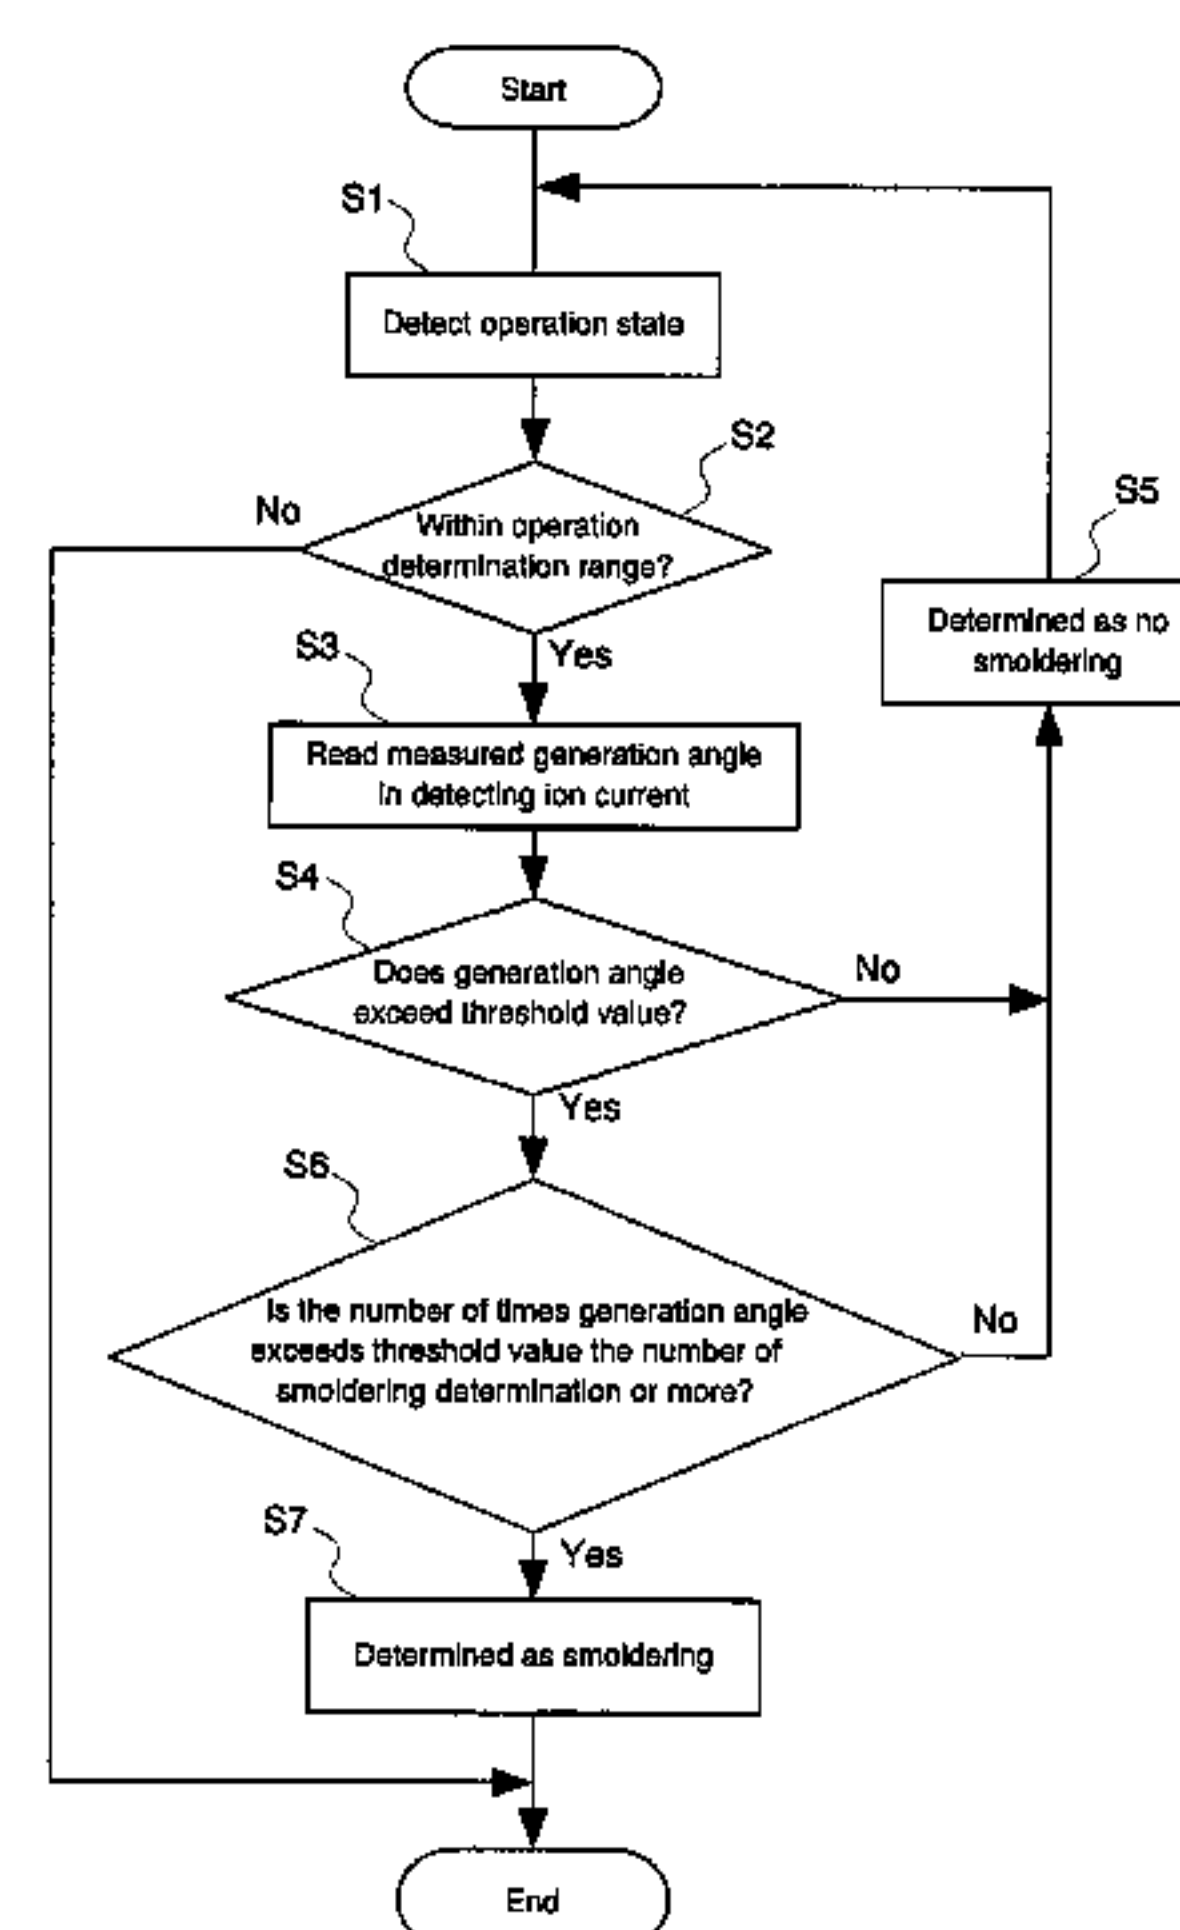 Start
S1
Detect operation state
S2
No
Within operation
determination range?
S5
Determined as no
smoldering
Yes
S3
Read measured generation angle
in detecting ion current
S4
Does generation angle
exceed threshold value?
No
Yes
S6
Is the number of times generation angle
exceeds threshold value the number of
smoldering determination or more?
No
Yes
S7
Determined as smoldering
End